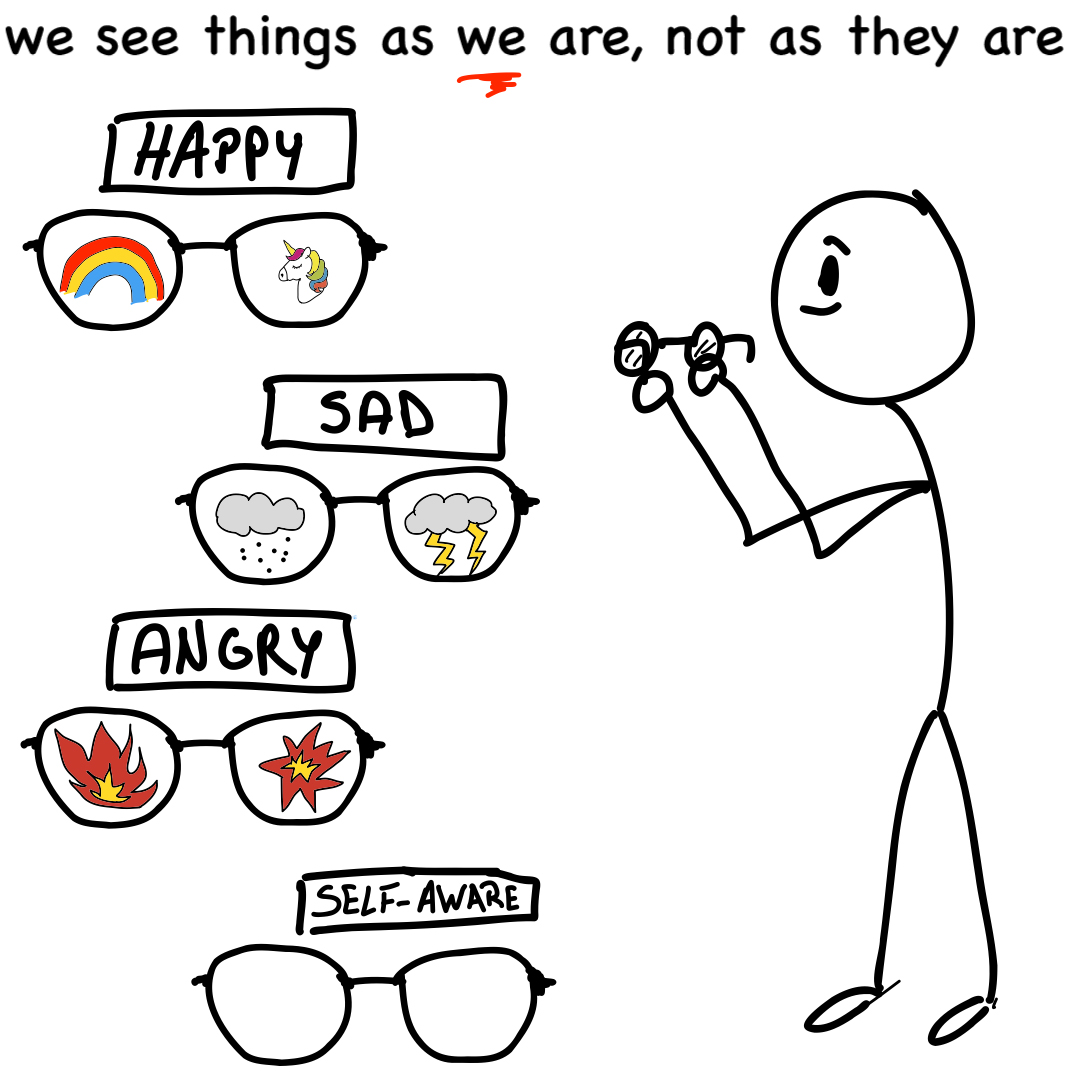 we see things as we are, not as they are
HAPPY
SAD
ANGRY
SELF-AWARE